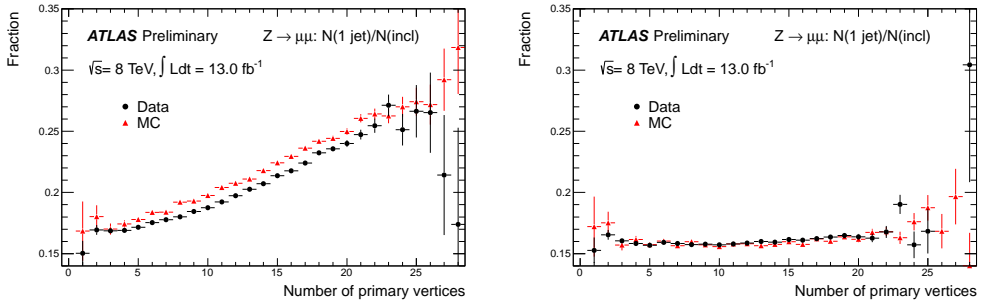 Fraction
0.35
0.3
0.25
0.2
0.15
ATLAS Preliminary
Z → μμ: N(1 jet)/N(incl)
√s= 8 TeV, ∫ Ldt = 13.0 fb⁻¹
Data
MC
0 5 10 15 20 25
Number of primary vertices
Fraction
0.35
0.3
0.25
0.2
0.15
ATLAS Preliminary
Z → μμ: N(1 jet)/N(incl)
√s= 8 TeV, ∫ Ldt = 13.0 fb⁻¹
Data
MC
0 5 10 15 20 25
Number of primary vertices